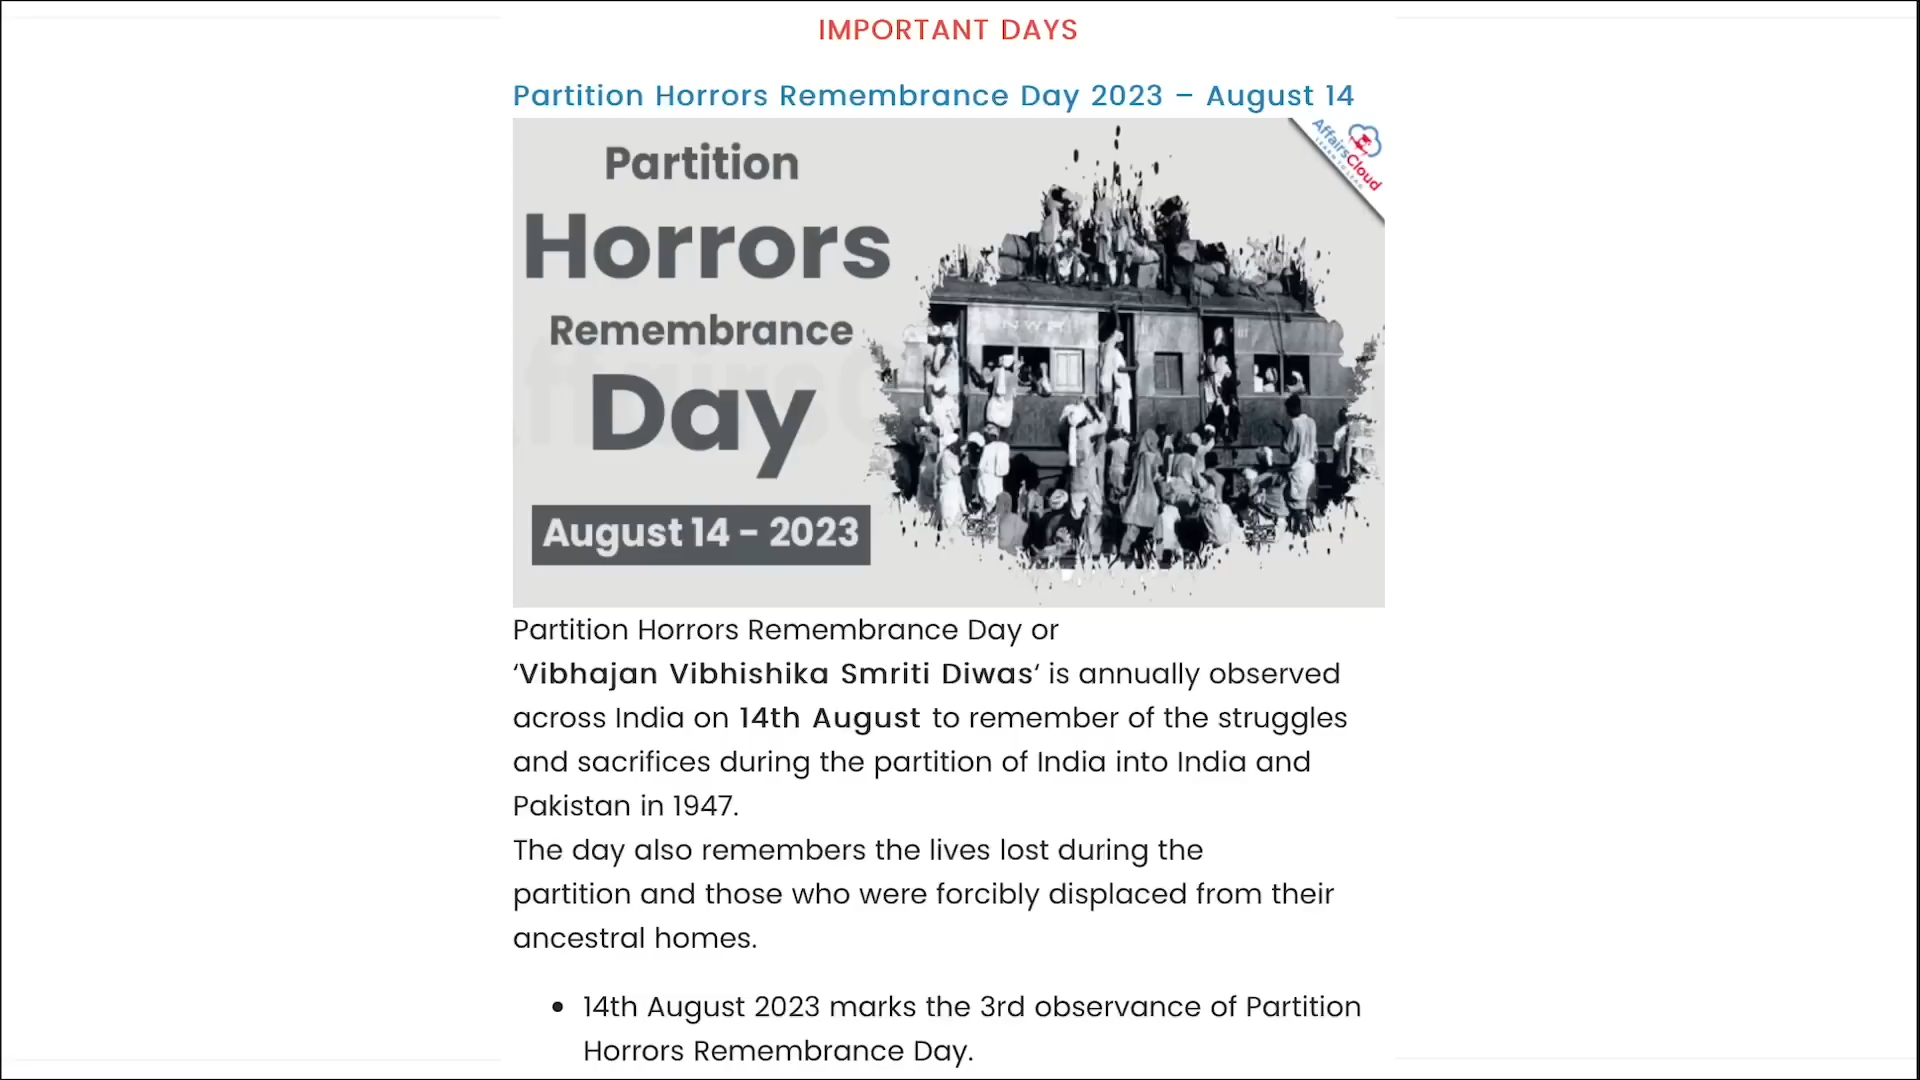 IMPORTANT DAYS
Partition Horrors Remembrance Day 2023 – August 14
Partition
Horrors
Remembrance
Day
August 14 - 2023
AffairsCloud
NWR
Partition Horrors Remembrance Day or
‘Vibhajan Vibhishika Smriti Diwas‘ is annually observed
across India on 14th August to remember of the struggles
and sacrifices during the partition of India into India and
Pakistan in 1947.
The day also remembers the lives lost during the
partition and those who were forcibly displaced from their
ancestral homes.
• 14th August 2023 marks the 3rd observance of Partition
Horrors Remembrance Day.